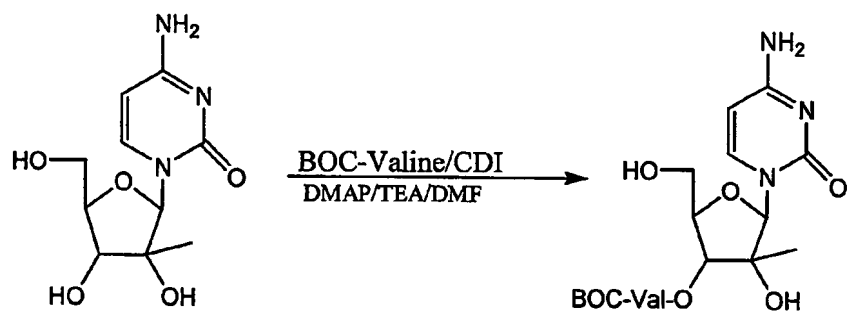 NH₂
N
N
O
HO
O
HO
OH
BOC-Valine/CDI
DMAP/TEA/DMF
NH₂
N
N
O
HO
O
BOC-Val-O
OH